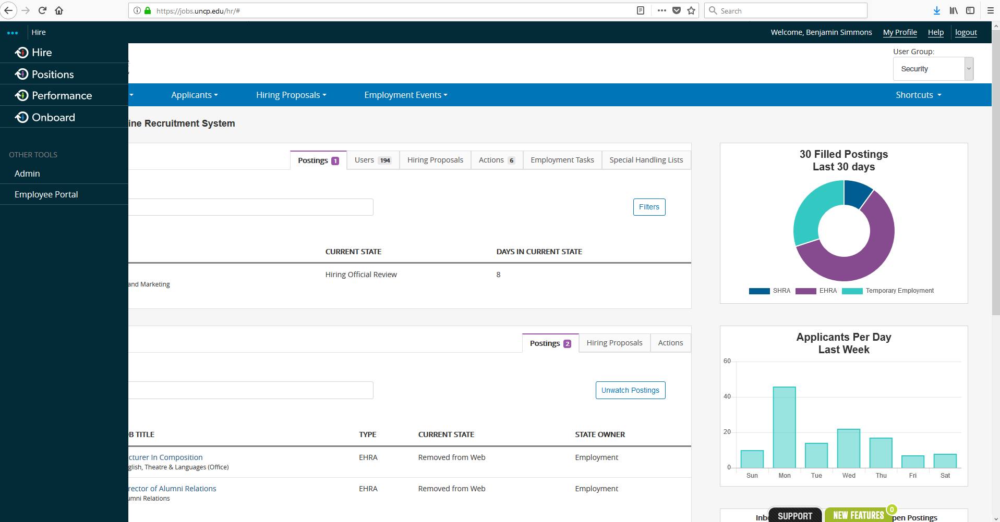 https://jobs.uncp.edu/hr/#
Search
Hire
Welcome, Benjamin Simmons
My Profile
Help
logout
Hire
Positions
Performance
Onboard
OTHER TOOLS
Admin
Employee Portal
User Group:
Security
Applicants
Hiring Proposals
Employment Events
Shortcuts
ine Recruitment System
Postings 1
Users 194
Hiring Proposals
Actions 6
Employment Tasks
Special Handling Lists
Filters
CURRENT STATE
DAYS IN CURRENT STATE
Hiring Official Review
8
and Marketing
30 Filled Postings
Last 30 days
SHRA
EHRA
Temporary Employment
Postings 2
Hiring Proposals
Actions
Unwatch Postings
B TITLE
TYPE
CURRENT STATE
STATE OWNER
cturer In Composition
EHRA
Removed from Web
Employment
glish, Theatre & Languages (Office)
rector of Alumni Relations
EHRA
Removed from Web
Employment
umni Relations
Applicants Per Day
Last Week
60
40
20
0
Sun
Mon
Tue
Wed
Thu
Fri
Sat
Inb
SUPPORT
NEW FEATURES
0
pen Postings